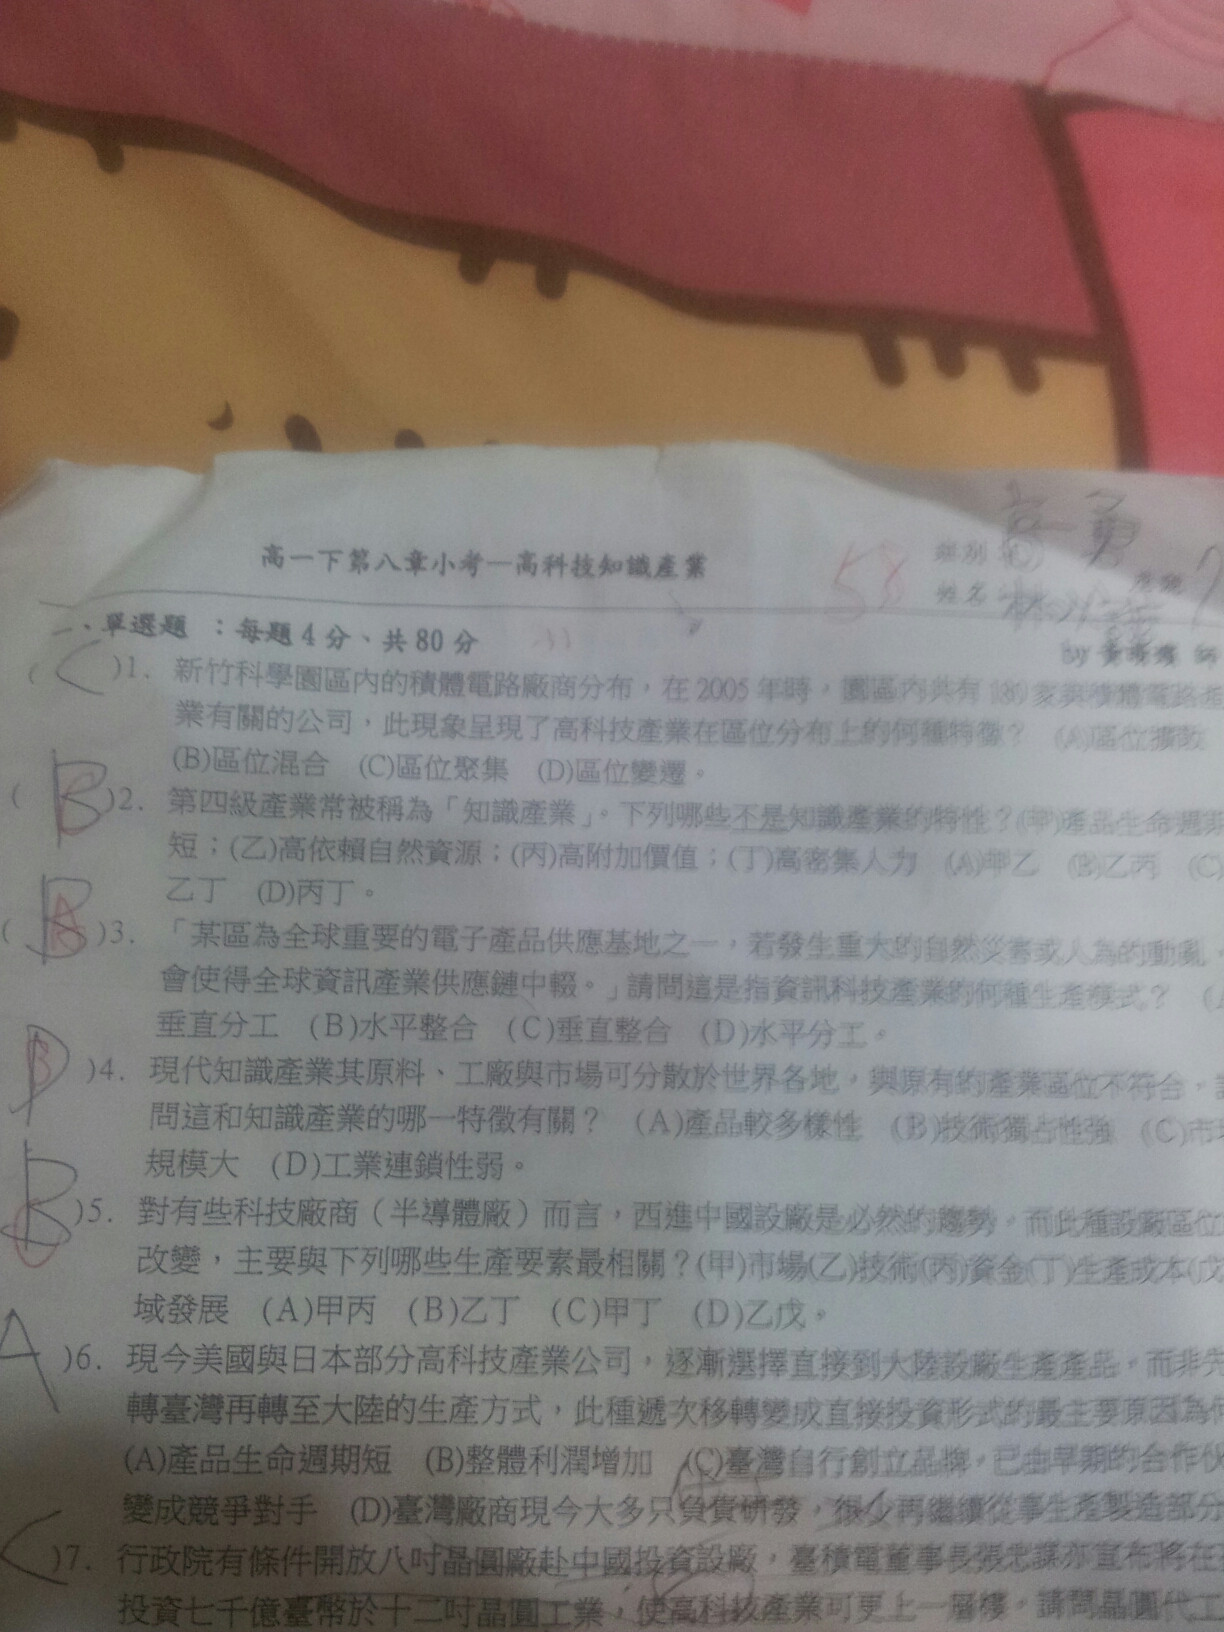 高一下第八章小考—高科技知識產業
58
班別
姓名
一、單選題 ：每題4分、共80分
by
( C )1. 新竹科學園區內的積體電路廠商分布，在2005年時，園區內共有180家與積體電路產
業有關的公司，此現象呈現了高科技產業在區位分布上的何種特徵？ (A)區位擴散
(B)區位混合 (C)區位聚集 (D)區位變遷。
( B )2. 第四級產業常被稱為「知識產業」。下列哪些不是知識產業的特性？(甲)產品生命週期
短；(乙)高依賴自然資源；(丙)高附加價值；(丁)高密集人力 (A)甲乙 (B)乙丙 (C)
乙丁 (D)丙丁。
( B A )3. 「某區為全球重要的電子產品供應基地之一，若發生重大的自然災害或人為的動亂，
會使得全球資訊產業供應鏈中輟。」請問這是指資訊科技產業的何種生產模式？
垂直分工 (B)水平整合 (C)垂直整合 (D)水平分工。
D B )4. 現代知識產業其原料、工廠與市場可分散於世界各地，與原有的產業區位不符合。
問這和知識產業的哪一特徵有關？ (A)產品較多樣性 (B)技術獨占性強 (C)市場
規模大 (D)工業連鎖性弱。
B )5. 對有些科技廠商（半導體廠）而言，西進中國設廠是必然的趨勢，而此種設廠區位
改變，主要與下列哪些生產要素最相關？(甲)市場(乙)技術(丙)資金(丁)生產成本(戊)
域發展 (A)甲丙 (B)乙丁 (C)甲丁 (D)乙戊。
A )6. 現今美國與日本部分高科技產業公司，逐漸選擇直接到大陸設廠生產產品，而非先
轉臺灣再轉至大陸的生產方式，此種遞次移轉變成直接投資形式的最主要原因為何
(A)產品生命週期短 (B)整體利潤增加 (C)臺灣自行創立品牌，已由早期的合作伙
變成競爭對手 (D)臺灣廠商現今大多只負責研發，很少再繼續從事生產製造部分
C )7. 行政院有條件開放八吋晶圓廠赴中國投資設廠，臺積電董事長張忠謀亦宣布將在
投資七千億臺幣於十二吋晶圓工業，使高科技產業可更上一層樓。請問晶圓代工